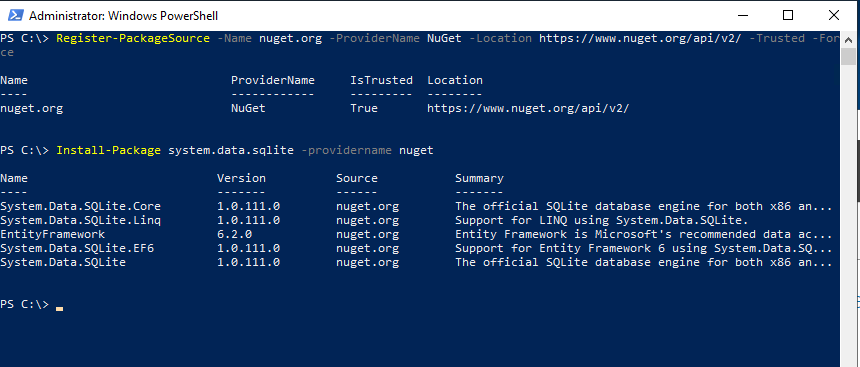 Administrator: Windows PowerShell
PS C:\> Register-PackageSource -Name nuget.org -ProviderName NuGet -Location https://www.nuget.org/api/v2/ -Trusted -For
ce
Name ProviderName IsTrusted Location
---- ------------ --------- --------
nuget.org NuGet True https://www.nuget.org/api/v2/
PS C:\> Install-Package system.data.sqlite -providername nuget
Name Version Source Summary
---- ------- ------ -------
System.Data.SQLite.Core 1.0.111.0 nuget.org The official SQLite database engine for both x86 an...
System.Data.SQLite.Linq 1.0.111.0 nuget.org Support for LINQ using System.Data.SQLite.
EntityFramework 6.2.0 nuget.org Entity Framework is Microsoft's recommended data ac...
System.Data.SQLite.EF6 1.0.111.0 nuget.org Support for Entity Framework 6 using System.Data.SQ...
System.Data.SQLite 1.0.111.0 nuget.org The official SQLite database engine for both x86 an...
PS C:\>